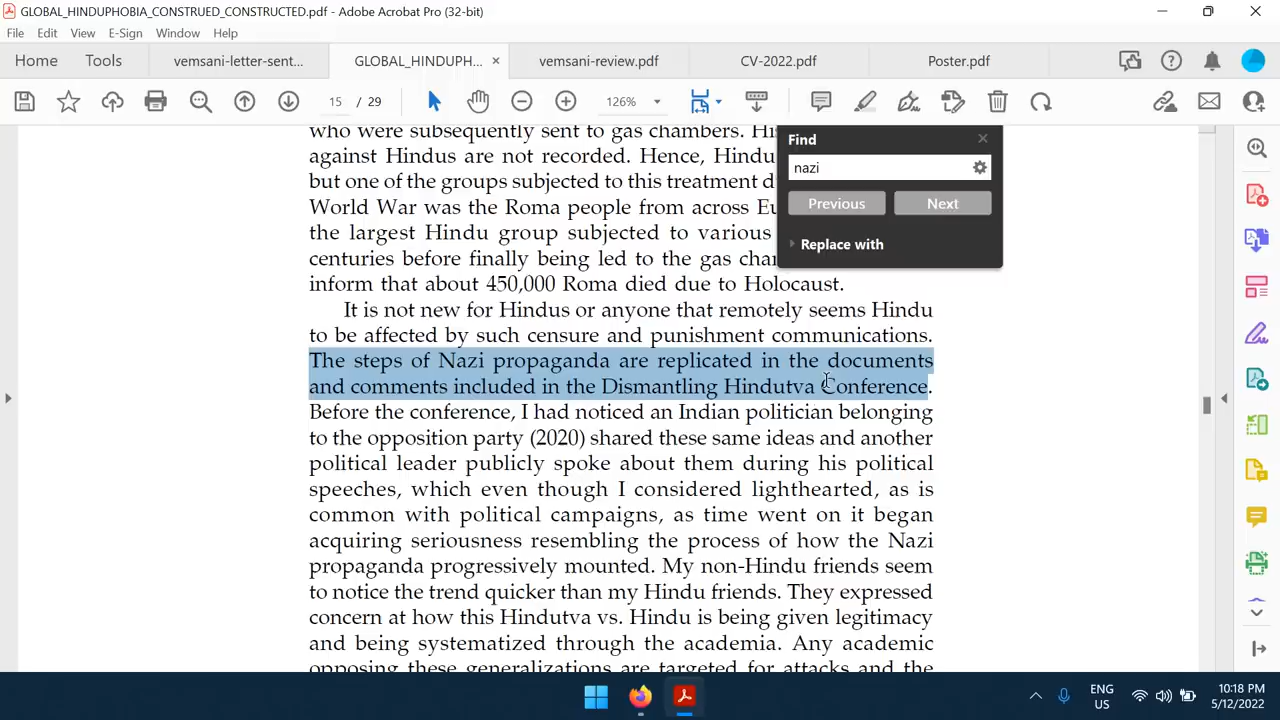 GLOBAL_HINDUPHOBIA_CONSTRUED_CONSTRUCTED.pdf - Adobe Acrobat Pro (32-bit)
File Edit View E-Sign Window Help
Home Tools vemsani-letter-sent... GLOBAL_HINDUPH... × vemsani-review.pdf CV-2022.pdf Poster.pdf
15 / 29 126%
Find
nazi
Previous Next
Replace with
who were subsequently sent to gas chambers.
against Hindus are not recorded. Hence,
but one of the groups subjected to this treatment
World War was the Roma people from across
the largest Hindu group subjected to various
centuries before finally being led to the gas
inform that about 450,000 Roma died due to Holocaust.
It is not new for Hindus or anyone that remotely seems Hindu
to be affected by such censure and punishment communications.
The steps of Nazi propaganda are replicated in the documents
and comments included in the Dismantling Hindutva Conference.
Before the conference, I had noticed an Indian politician belonging
to the opposition party (2020) shared these same ideas and another
political leader publicly spoke about them during his political
speeches, which even though I considered lighthearted, as is
common with political campaigns, as time went on it began
acquiring seriousness resembling the process of how the Nazi
propaganda progressively mounted. My non-Hindu friends seem
to notice the trend quicker than my Hindu friends. They expressed
concern at how this Hindutva vs. Hindu is being given legitimacy
and being systematized through the academia. Any academic
opposing these generalizations are targeted for attacks and the
ENG
US
10:18 PM
5/12/2022